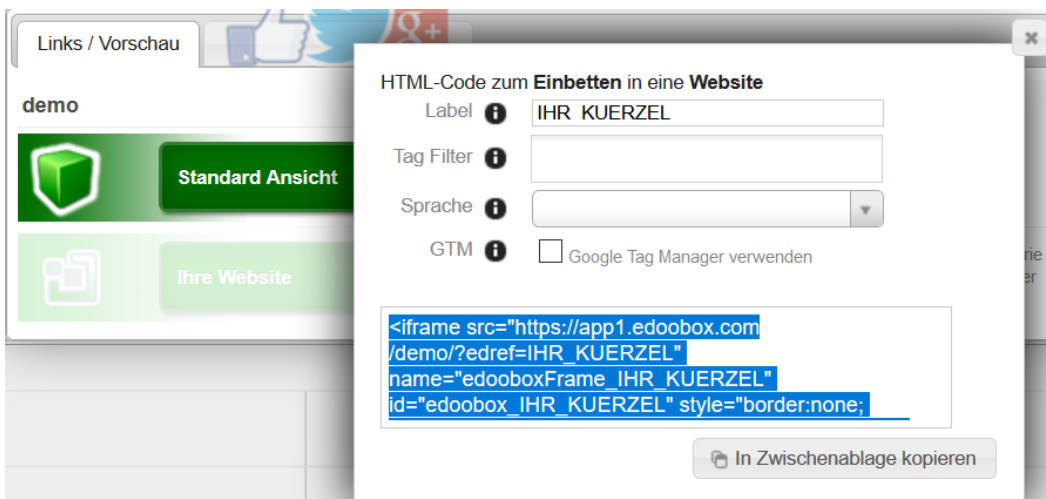 Links / Vorschau
g+
demo
Standard Ansicht
Ihre Website
HTML-Code zum Einbetten in eine Website
Label
IHR KUERZEL
Tag Filter
Sprache
GTM
Google Tag Manager verwenden
<iframe src="https://app1.edoobox.com
/demo/?edref=IHR_KUERZEL"
name="edooboxFrame_IHR_KUERZEL"
id="edoobox_IHR_KUERZEL" style="border:none;
In Zwischenablage kopieren